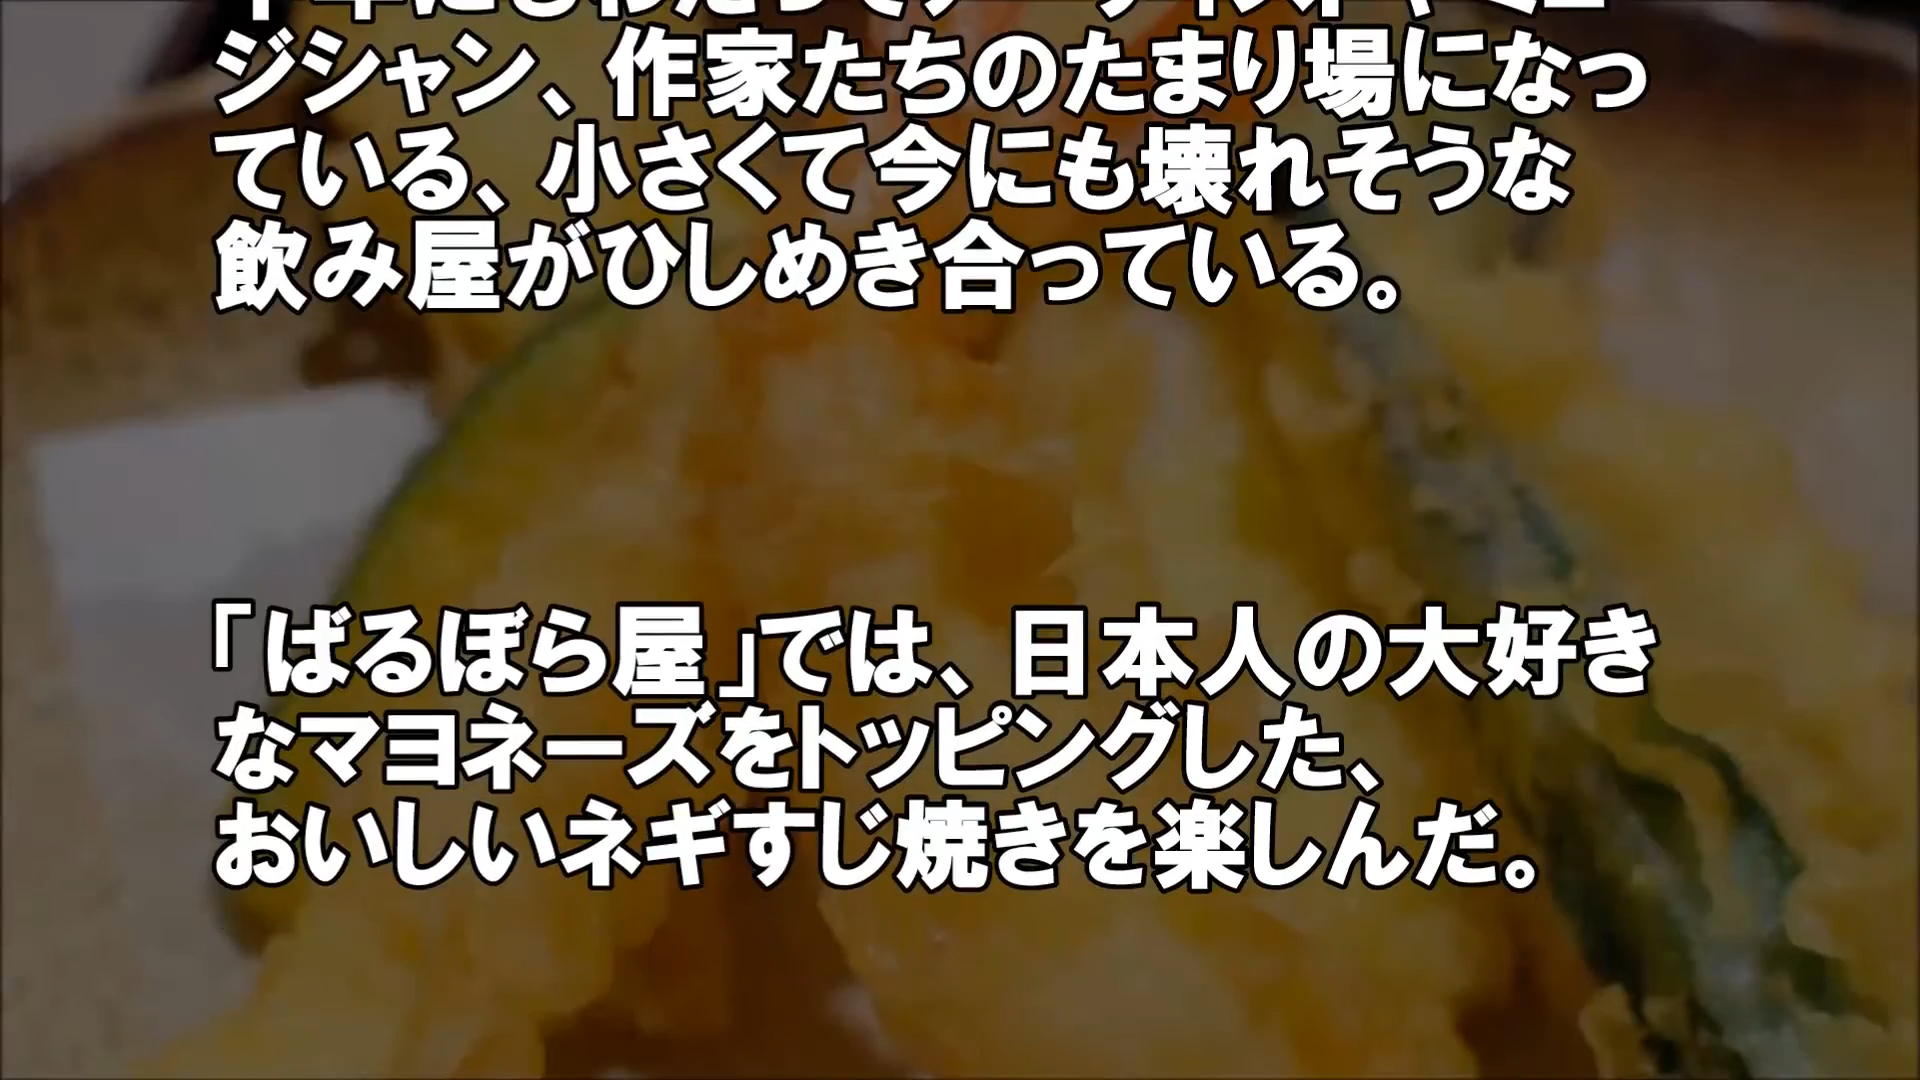 ジシャン、作家たちのたまり場になっ
ている、小さくて今にも壊れそうな
飲み屋がひしめき合っている。
「ばるぼら屋」では、日本人の大好き
なマヨネーズをトッピングした、
おいしいネギすじ焼きを楽しんだ。